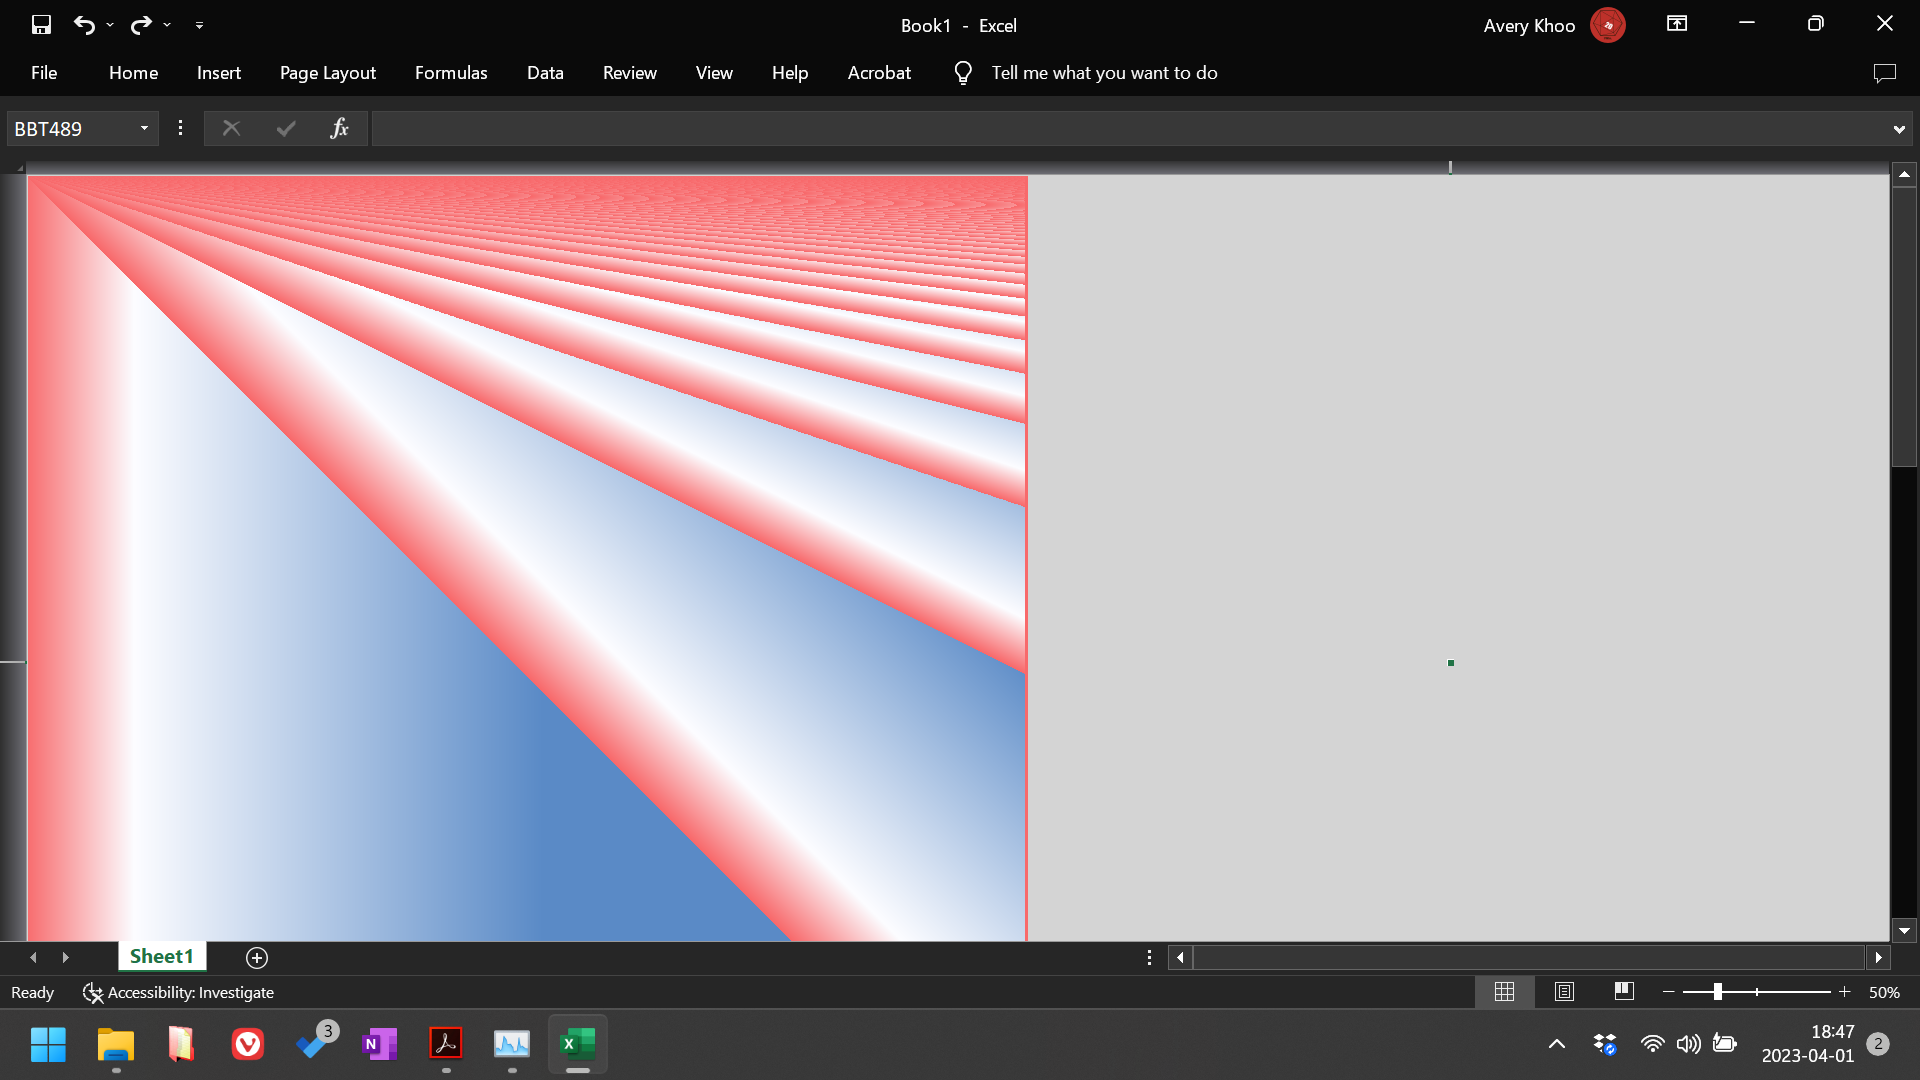 Book1 - Excel
Avery Khoo
File Home Insert Page Layout Formulas Data Review View Help Acrobat Tell me what you want to do
BBT489
fx
Sheet1
Ready Accessibility: Investigate
50%
3
N
X
18:47
2023-04-01
2